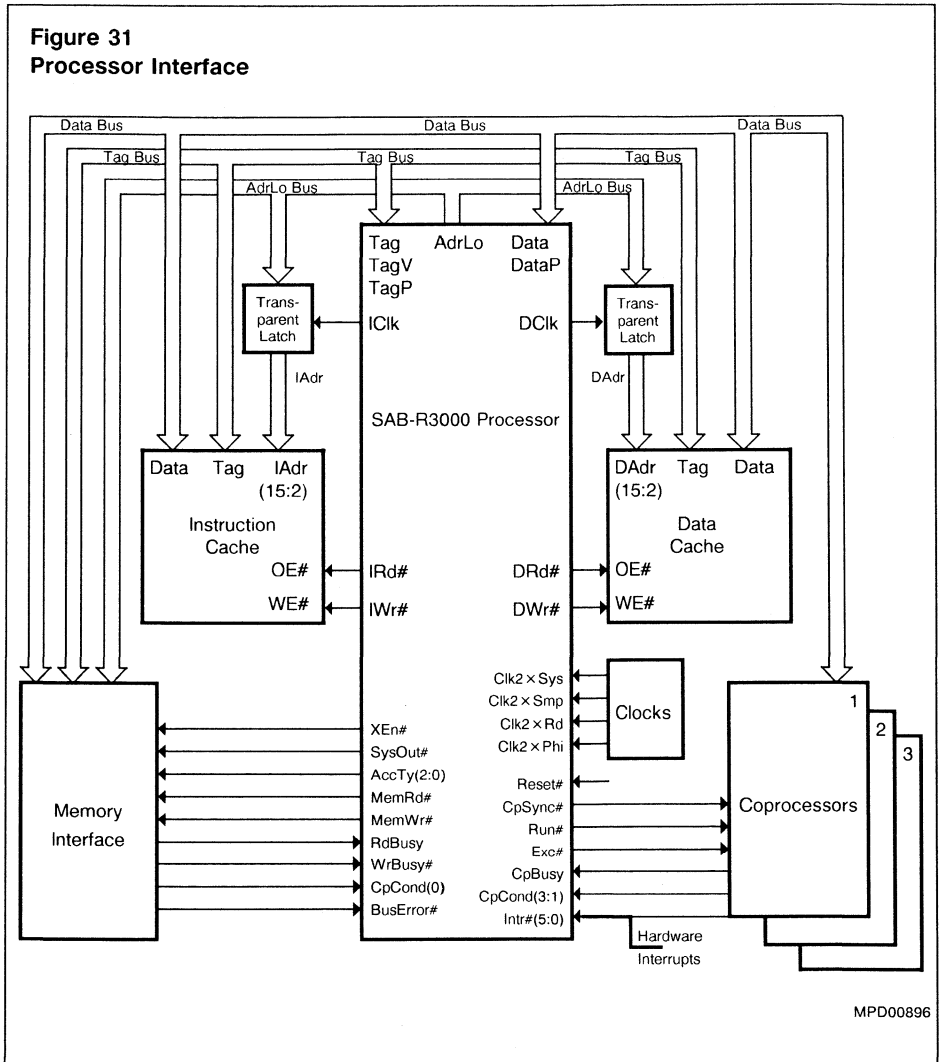 Figure 31
Processor Interface
Data Bus
Data Bus
Data Bus
Tag Bus
Tag Bus
Tag Bus
AdrLo Bus
AdrLo Bus
Tag
TagV
TagP
AdrLo
Data
DataP
Trans-
parent
Latch
IClk
DClk
Trans-
parent
Latch
IAdr
DAdr
SAB-R3000 Processor
Data Tag IAdr
(15:2)
Instruction
Cache
OE#
WE#
IRd#
IWr#
DRd#
DWr#
DAdr Tag Data
(15:2)
Data
Cache
OE#
WE#
Clk2×Sys
Clk2×Smp
Clk2×Rd
Clk2×Phi
Clocks
Memory
Interface
XEn#
SysOut#
AccTy(2:0)
MemRd#
MemWr#
RdBusy
WrBusy#
CpCond(0)
BusError#
Reset#
CpSync#
Run#
Exc#
CpBusy
CpCond(3:1)
Intr#(5:0)
Hardware
Interrupts
1
2
3
Coprocessors
MPD00896